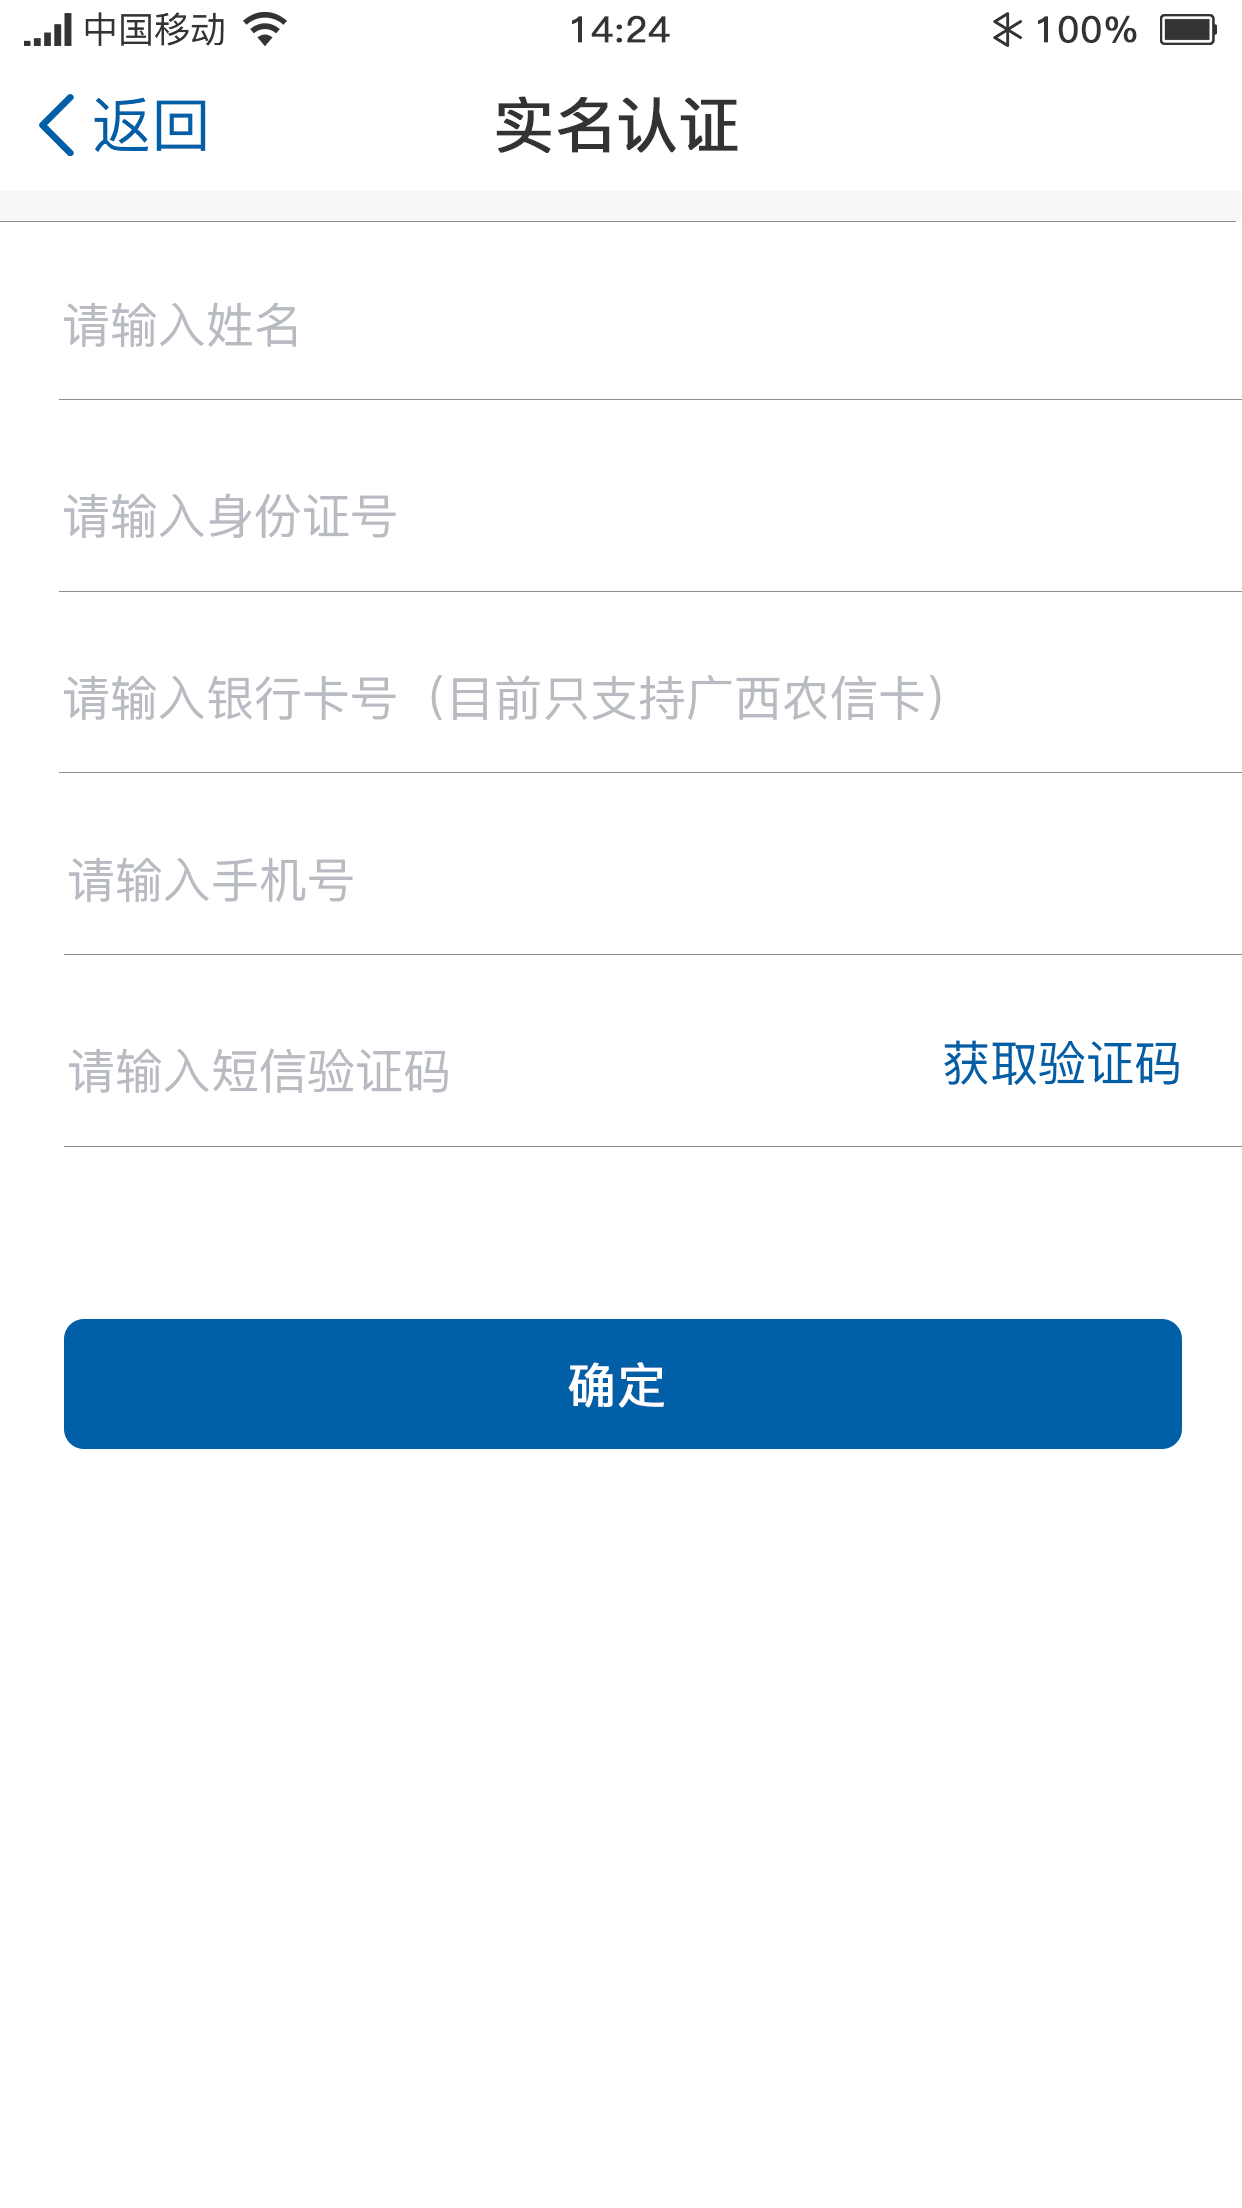 中国移动 14:24 100%
返回 实名认证
请输入姓名
请输入身份证号
请输入银行卡号（目前只支持广西农信卡）
请输入手机号
请输入短信验证码 获取验证码
确定